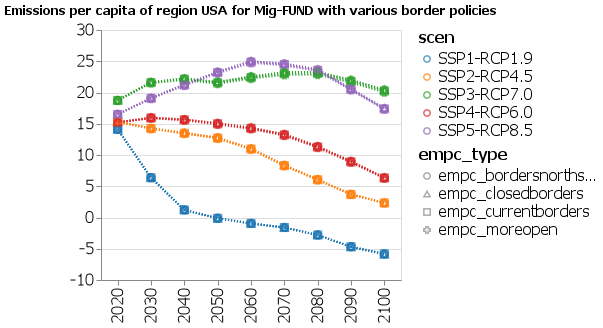 Emissions per capita of region USA for Mig-FUND with various border policies
30
25
20
15
10
5
0
-5
-10
2020
2030
2040
2050
2060
2070
2080
2090
2100
scen
SSP1-RCP1.9
SSP2-RCP4.5
SSP3-RCP7.0
SSP4-RCP6.0
SSP5-RCP8.5
empc_type
empc_bordersnorths...
empc_closedborders
empc_currentborders
empc_moreopen